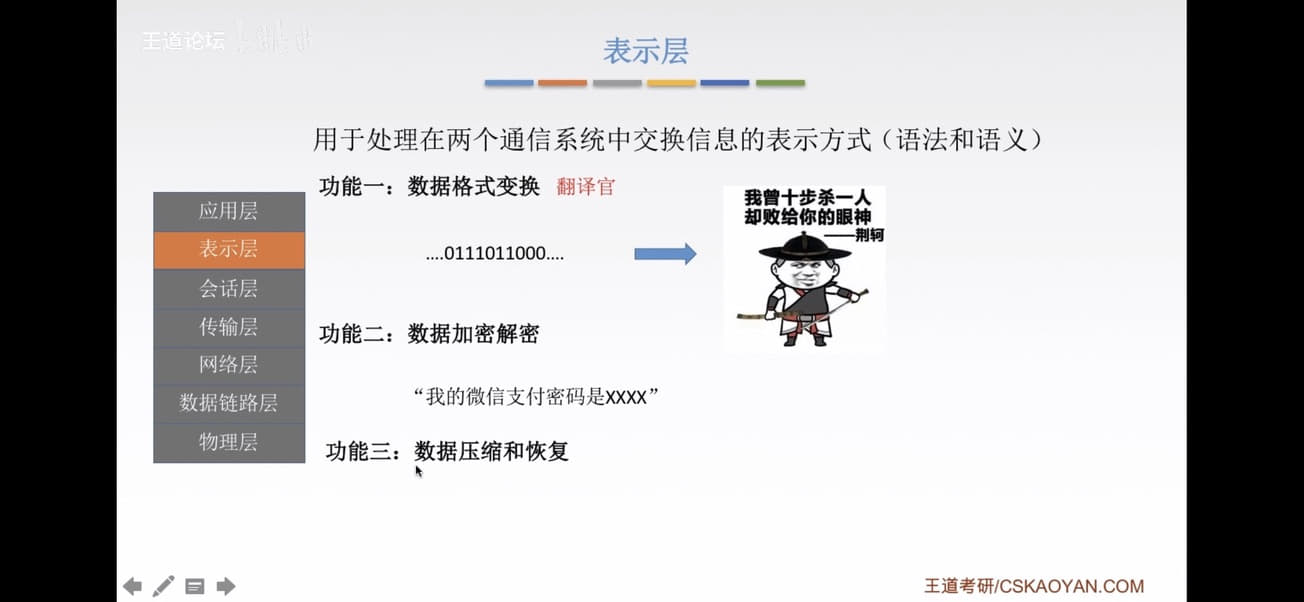 王道论坛
表示层
用于处理在两个通信系统中交换信息的表示方式（语法和语义）
功能一：数据格式变换 翻译官
应用层
表示层
会话层
传输层
网络层
数据链路层
物理层
....0111011000....
我曾十步杀一人
却败给你的眼神
——荆轲
功能二：数据加密解密
“我的微信支付密码是XXXX”
功能三：数据压缩和恢复
王道考研/CSKAOYAN.COM